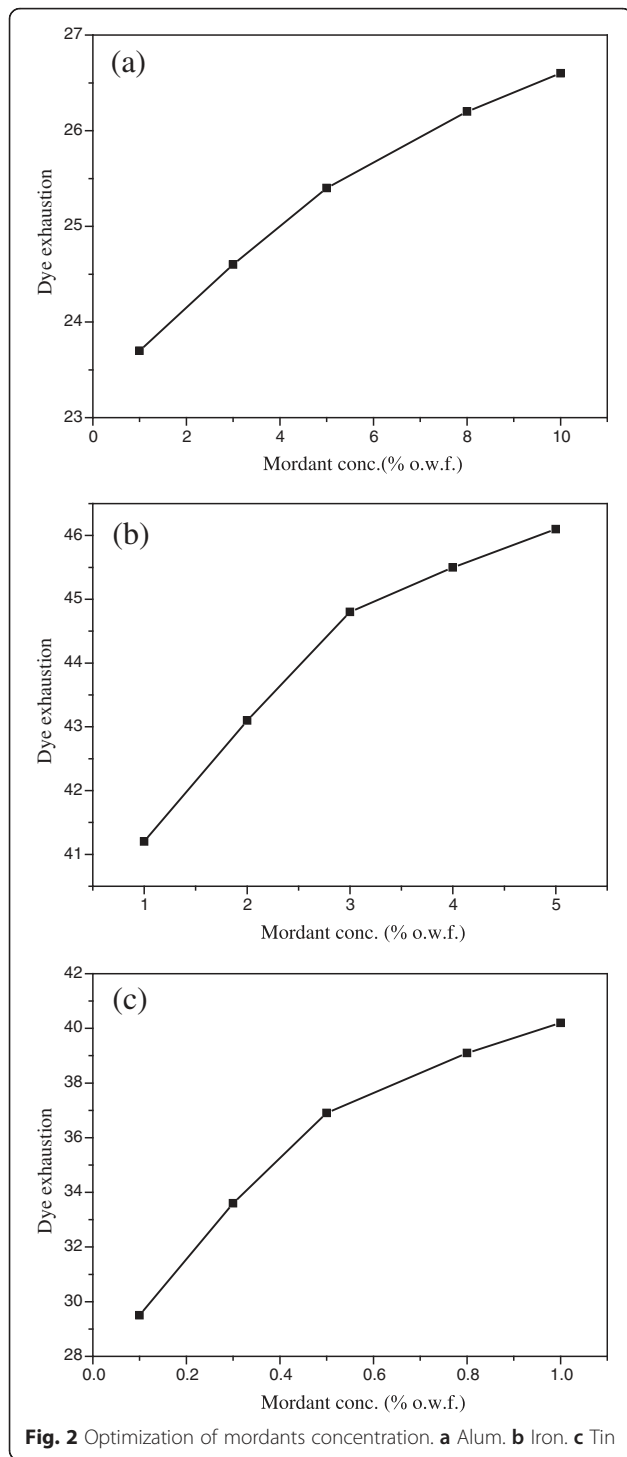 (a)
27
26
25
24
23
Dye exhaustion
0 2 4 6 8 10
Mordant conc.(% o.w.f.)
(b)
46
45
44
43
42
41
Dye exhaustion
1 2 3 4 5
Mordant conc. (% o.w.f.)
(c)
42
40
38
36
34
32
30
28
Dye exhaustion
0.0 0.2 0.4 0.6 0.8 1.0
Mordant conc. (% o.w.f.)
Fig. 2 Optimization of mordants concentration. a Alum. b Iron. c Tin